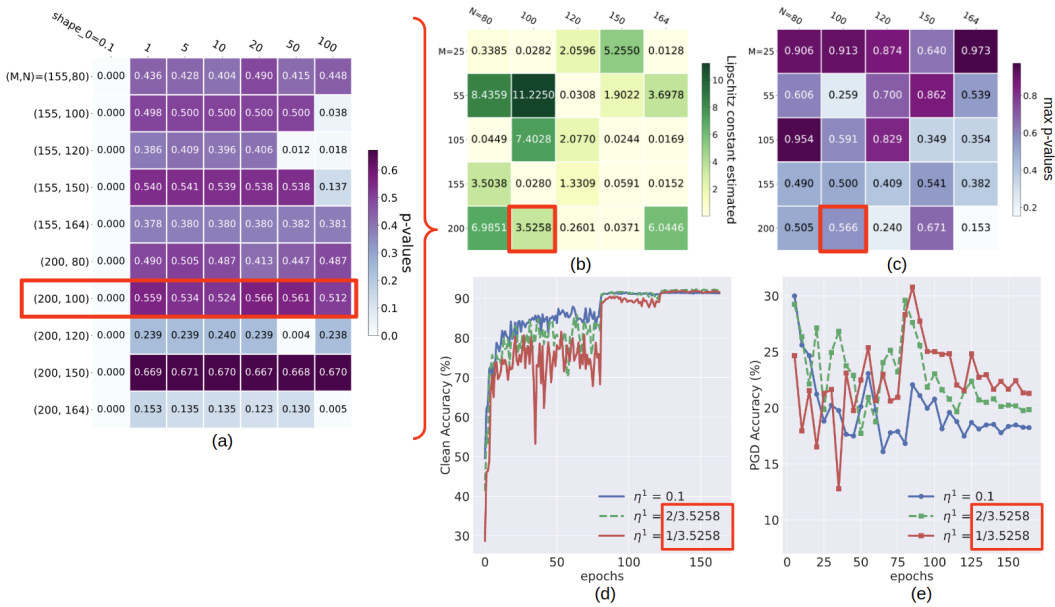 shape_0=0.1 1 5 10 20 50 100
(M,N)=(155,80) 0.000 0.436 0.428 0.404 0.490 0.415 0.448
(155, 100) 0.000 0.498 0.500 0.500 0.500 0.500 0.038
(155, 120) 0.000 0.386 0.409 0.396 0.406 0.012 0.018
(155, 150) 0.000 0.540 0.541 0.539 0.538 0.538 0.137
(155, 164) 0.000 0.378 0.380 0.380 0.380 0.382 0.381
(200, 80) 0.000 0.490 0.505 0.487 0.413 0.447 0.487
(200, 100) 0.000 0.559 0.534 0.524 0.566 0.561 0.512
(200, 120) 0.000 0.239 0.239 0.240 0.239 0.004 0.238
(200, 150) 0.000 0.669 0.671 0.670 0.667 0.668 0.670
(200, 164) 0.000 0.153 0.135 0.135 0.123 0.130 0.005
0.6
0.5
0.4
0.3
0.2
0.1
0.0
p-values
(a)
N=80 100 120 150 164
M=25 0.3385 0.0282 2.0596 5.2550 0.0128
55 8.4359 11.2250 0.0308 1.9022 3.6978
105 0.0449 7.4028 2.0770 0.0244 0.0169
155 3.5038 0.0280 1.3309 0.0591 0.0152
200 6.9851 3.5258 0.2601 0.0371 6.0446
10
8
6
4
2
Lipschitz constant estimated
(b)
N=80 100 120 150 164
M=25 0.906 0.913 0.874 0.640 0.973
55 0.606 0.259 0.700 0.862 0.539
105 0.954 0.591 0.829 0.349 0.354
155 0.490 0.500 0.409 0.541 0.382
200 0.505 0.566 0.240 0.671 0.153
0.8
0.6
0.4
0.2
max p-values
(c)
Clean Accuracy (%)
90
80
70
60
50
40
30
η¹ = 0.1
η¹ = 2/3.5258
η¹ = 1/3.5258
0 50 100 150
epochs
(d)
PGD Accuracy (%)
30
25
20
15
10
η¹ = 0.1
η¹ = 2/3.5258
η¹ = 1/3.5258
0 25 50 75 100 125 150
epochs
(e)